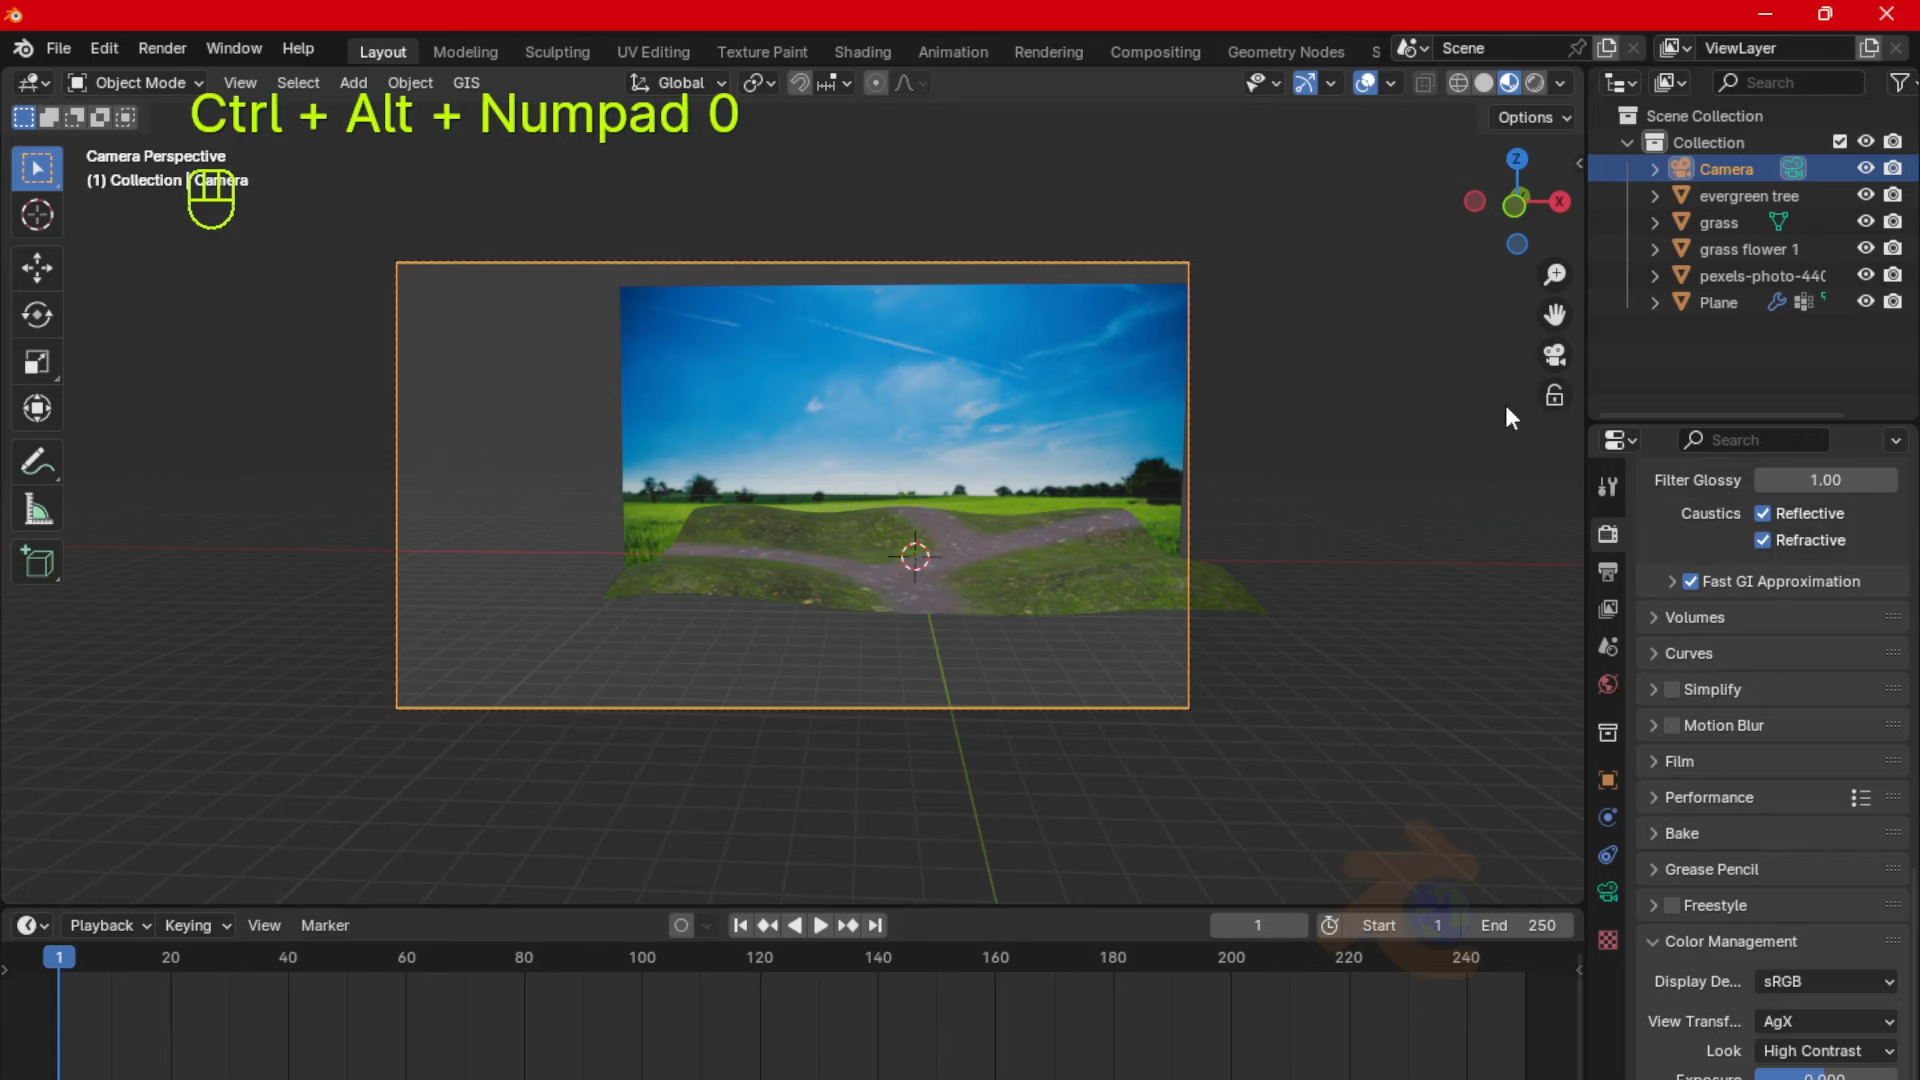 File Edit Render Window Help Layout Modeling Sculpting UV Editing Texture Paint Shading Animation Rendering Compositing Geometry Nodes S Scene ViewLayer
Object Mode View Select Add Object GIS Global Search
Ctrl + Alt + Numpad 0
Options
Camera Perspective
(1) Collection | Camera
Z
X
Scene Collection
Collection
Camera
evergreen tree
grass
grass flower 1
pexels-photo-440
Plane
Search
Filter Glossy 1.00
Caustics Reflective
Refractive
Fast GI Approximation
Volumes
Curves
Simplify
Motion Blur
Film
Performance
Bake
Grease Pencil
Freestyle
Color Management
Display De... sRGB
View Transf... AgX
Look High Contrast
Playback Keying View Marker 1 Start 1 End 250
1 20 40 60 80 100 120 140 160 180 200 220 240